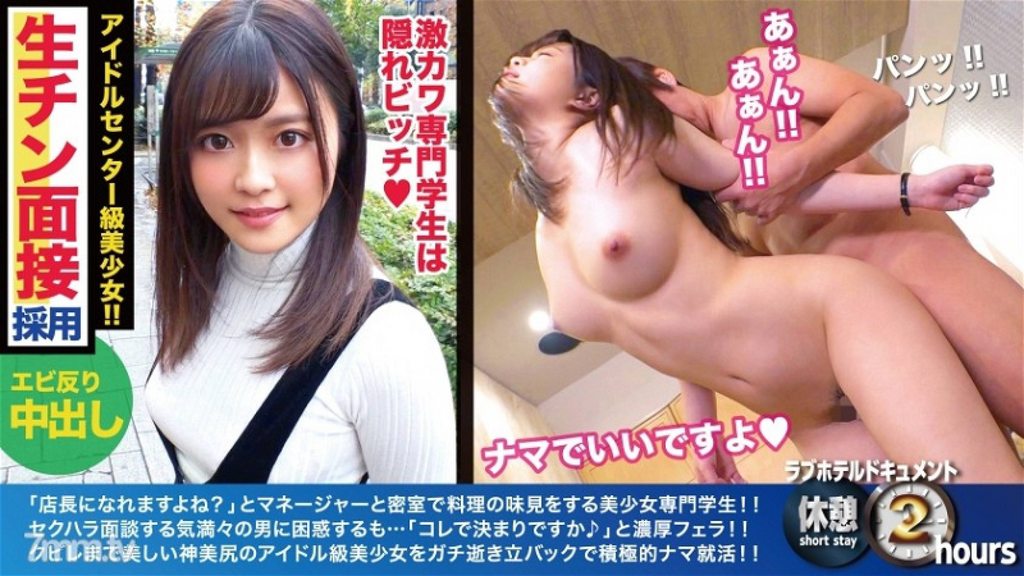 生チン面接
採用
アイドルセンター級美少女!!
激カワ専門学生は
隠れビッチ♥
エビ反り
中出し
あぁん!!
あぁん!!
パンッ!!
パンッ!!
ナマでいいですよ♥
ラブホテルドキュメント
休憩
short stay
2
hours
「店長になれますよね?」とマネージャーと密室で料理の味見をする美少女専門学生!!
セクハラ面談する気満々の男に困惑するも…「コレで決まりですか♪」と濃厚フェラ!!
まで美しい神美尻のアイドル級美少女をガチ逝き立バックで積極的ナマ就活!!